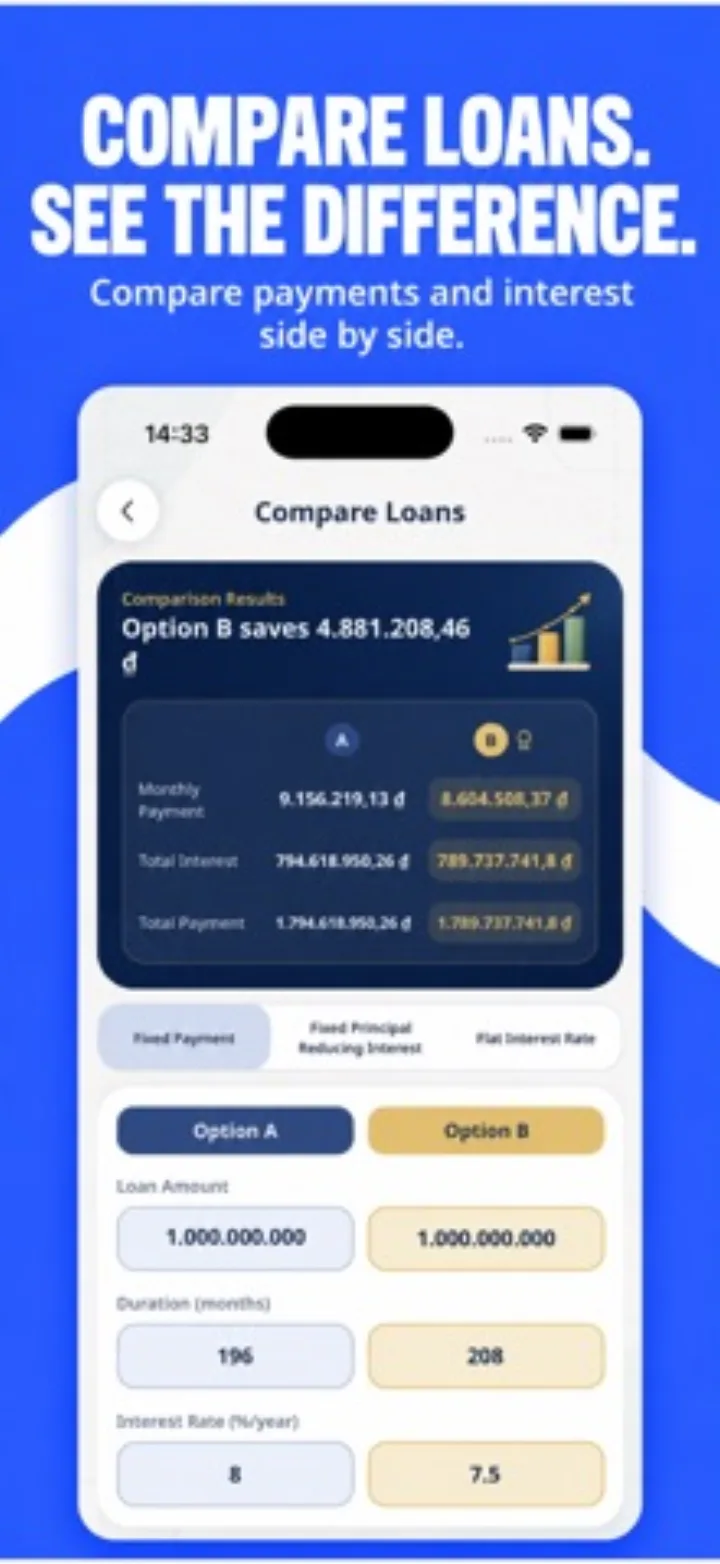 COMPARE LOANS.
SEE THE DIFFERENCE.
Compare payments and interest
side by side.
14:33
Compare Loans
Comparison Results
Option B saves 4.881.208,46
đ
A
B
Monthly
Payment
9.156.219,13 đ
8.604.508,37 đ
Total Interest
794.618.950,26 đ
789.737.741,8 đ
Total Payment
1.794.618.950,26 đ
1.789.737.741,8 đ
Fixed Payment
Fixed Principal
Reducing Interest
Flat Interest Rate
Option A
Option B
Loan Amount
1.000.000.000
1.000.000.000
Duration (months)
196
208
Interest Rate (%/year)
8
7.5